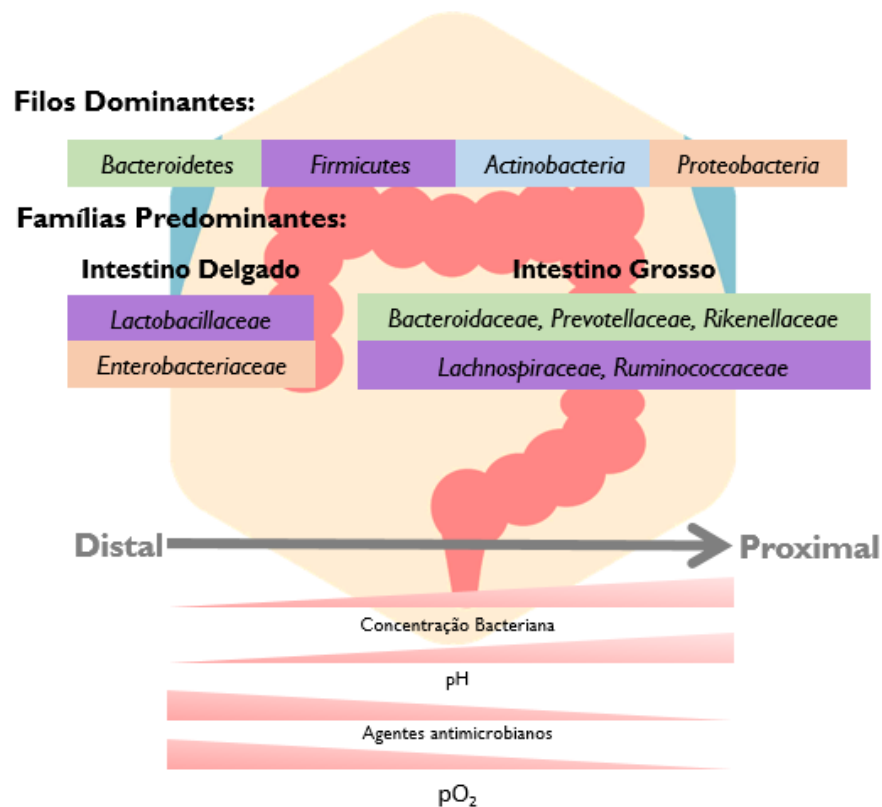 Filos Dominantes:
Bacteroidetes Firmicutes Actinobacteria Proteobacteria
Famílias Predominantes:
Intestino Delgado Intestino Grosso
Lactobacillaceae Bacteroidaceae, Prevotellaceae, Rikenellaceae
Enterobacteriaceae Lachnospiraceae, Ruminococcaceae
Distal Proximal
Concentração Bacteriana
pH
Agentes antimicrobianos
pO₂